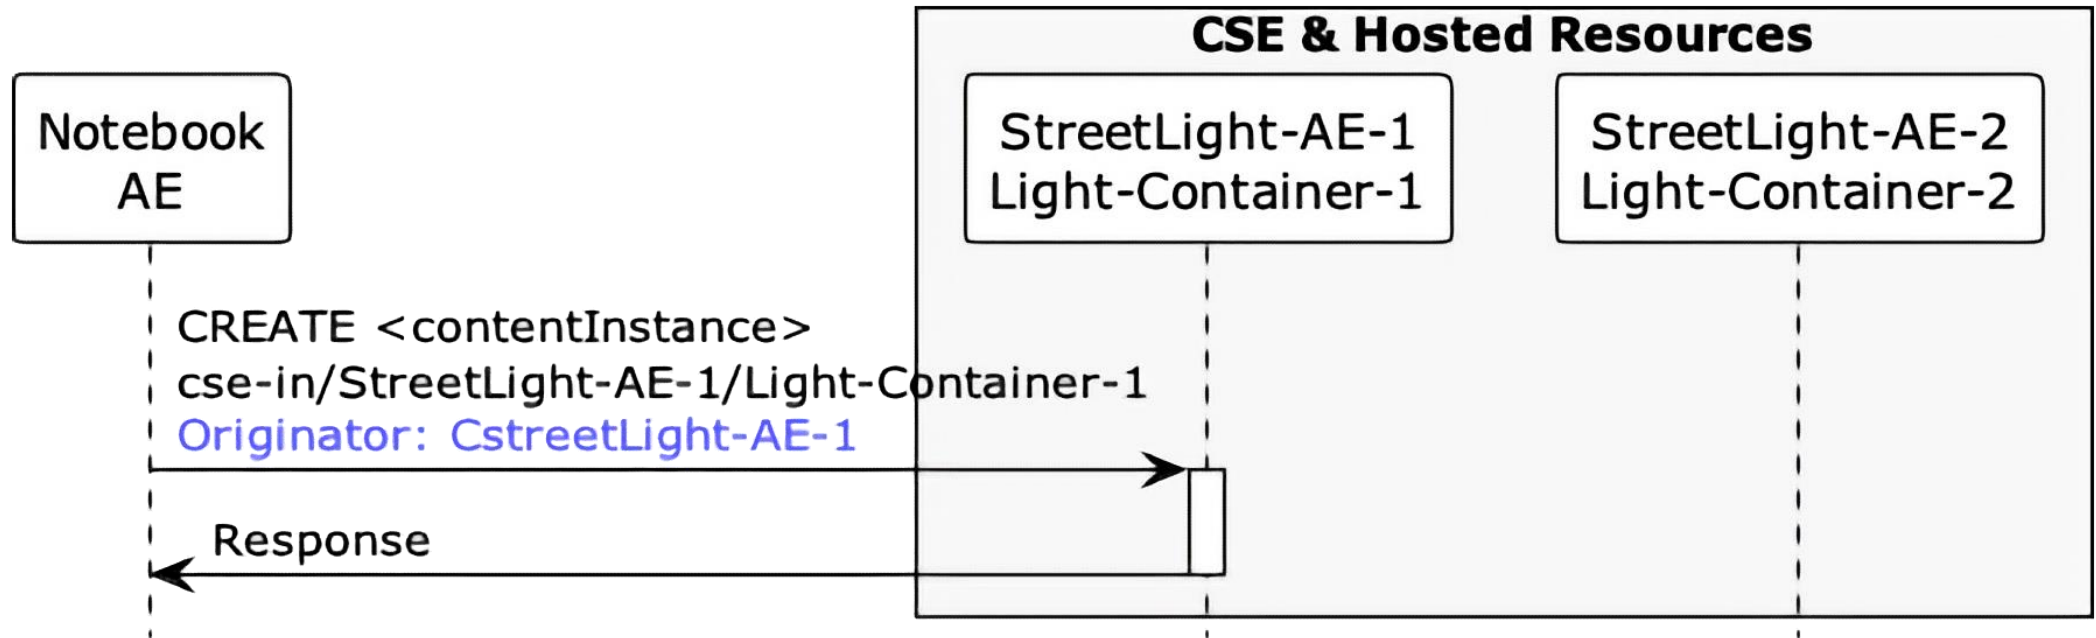 CSE & Hosted Resources
Notebook
AE
StreetLight-AE-1
Light-Container-1
StreetLight-AE-2
Light-Container-2
CREATE <contentInstance>
cse-in/StreetLight-AE-1/Light-Container-1
Originator: CstreetLight-AE-1
Response